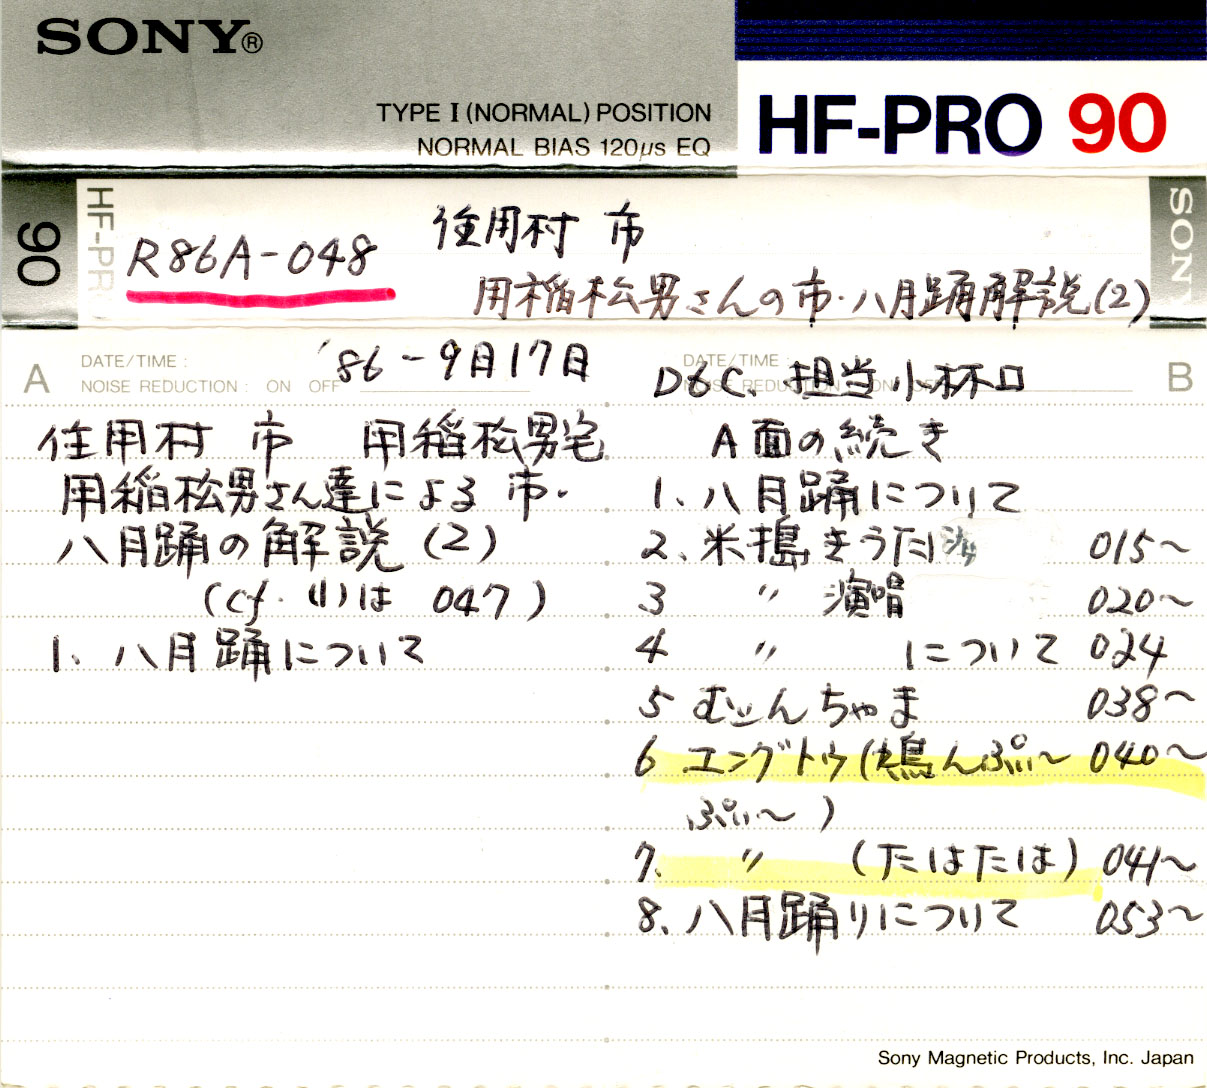 SONY®
TYPE I (NORMAL) POSITION
NORMAL BIAS 120μs EQ
HF-PRO 90
90
HF-PR
R86A-048
住用村 市
用稲松男さんの市・八月踊解説(2)
SONY
A
DATE/TIME :
NOISE REDUCTION : ON OFF
'86-9月17日
住用村 市 用稲松男宅
用稲松男さん達による市・
八月踊の解説 (2)
(cf. (1)は 047)
1、八月踊について
B
DATE/TIME :
D6C、担当小林口
A面の続き
1、八月踊について
2、米搗きうた 015~
3 〃 演唱 020~
4 〃 について 024
5 むぃんちゃま 038~
6 ユングトゥ(鳩んぷぃ~ 040~
ぷぃ~)
7、 〃 (たはたは) 041~
8、八月踊りについて 053~
Sony Magnetic Products, Inc. Japan